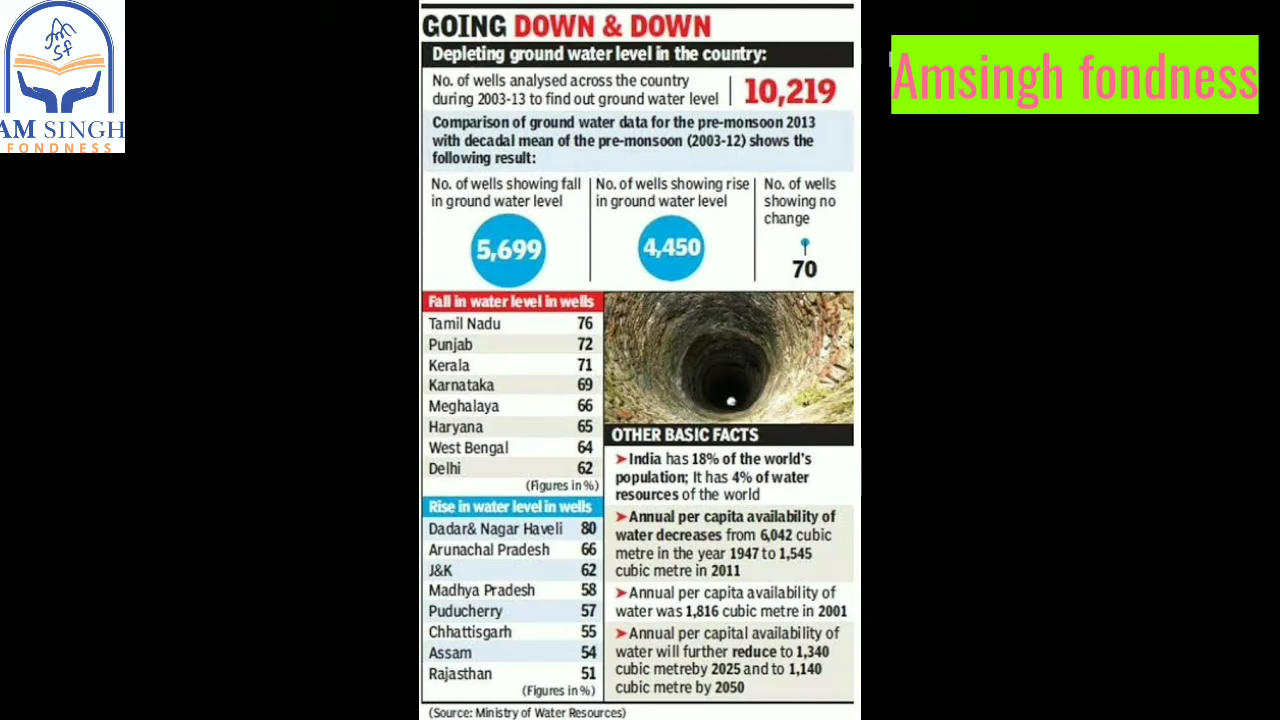 AM SINGH
FONDNESS
Amsingh fondness
GOING DOWN & DOWN
Depleting ground water level in the country:
No. of wells analysed across the country
during 2003-13 to find out ground water level
10,219
Comparison of ground water data for the pre-monsoon 2013
with decadal mean of the pre-monsoon (2003-12) shows the
following result:
No. of wells showing fall
in ground water level
5,699
No. of wells showing rise
in ground water level
4,450
No. of wells
showing no
change
70
Fall in water level in wells
Tamil Nadu 76
Punjab 72
Kerala 71
Karnataka 69
Meghalaya 66
Haryana 65
West Bengal 64
Delhi 62
(Figures in %)
Rise in water level in wells
Dadar& Nagar Haveli 80
Arunachal Pradesh 66
J&K 62
Madhya Pradesh 58
Puducherry 57
Chhattisgarh 55
Assam 54
Rajasthan 51
(Figures in %)
OTHER BASIC FACTS
➤India has 18% of the world's
population; It has 4% of water
resources of the world
➤Annual per capita availability of
water decreases from 6,042 cubic
metre in the year 1947 to 1,545
cubic metre in 2011
➤Annual per capita availability of
water was 1,816 cubic metre in 2001
➤Annual per capital availability of
water will further reduce to 1,340
cubic metreby 2025 and to 1,140
cubic metre by 2050
(Source: Ministry of Water Resources)